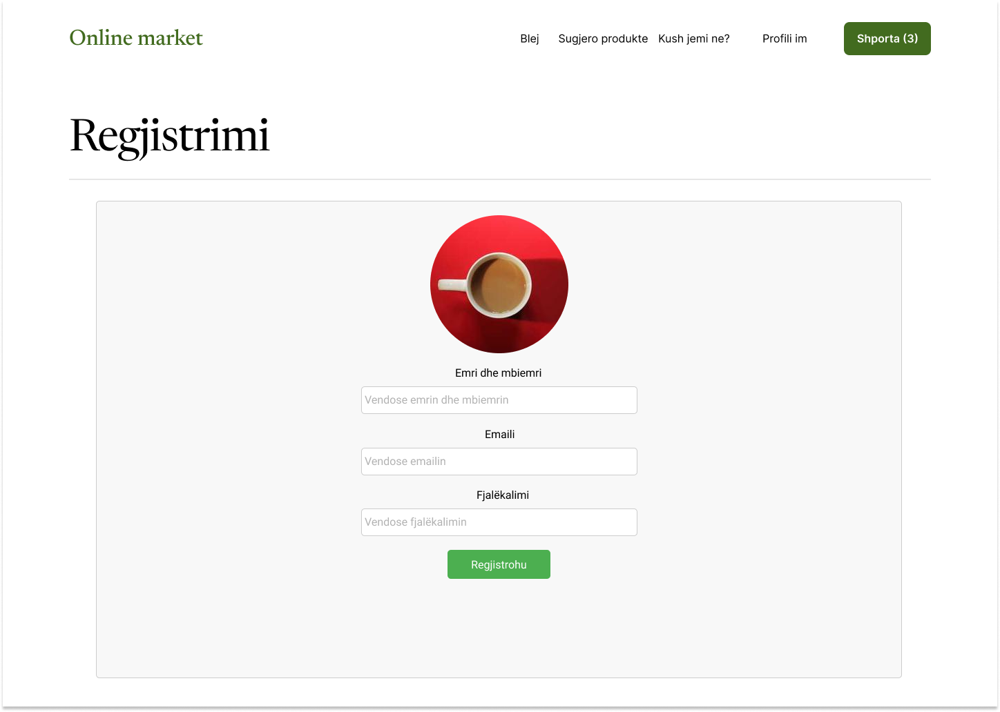 Online market
Blej Sugjero produkte Kush jemi ne? Profili im Shporta (3)
Regjistrimi
Emri dhe mbiemri
Vendose emrin dhe mbiemrin
Emaili
Vendose emailin
Fjalëkalimi
Vendose fjalëkalimin
Regjistrohu